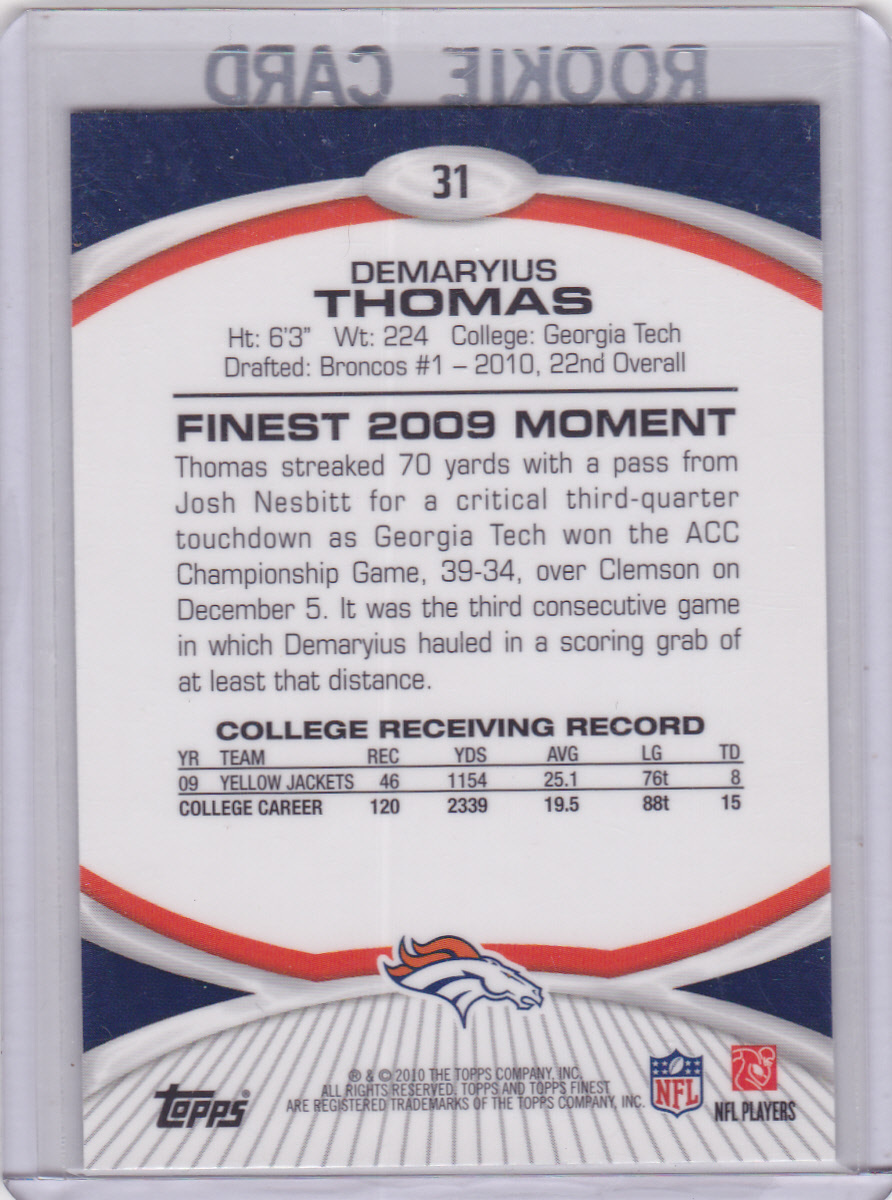 ROOKIE CARD
31
DEMARYIUS
THOMAS
Ht: 6'3" Wt: 224 College: Georgia Tech
Drafted: Broncos #1 – 2010, 22nd Overall
FINEST 2009 MOMENT
Thomas streaked 70 yards with a pass from
Josh Nesbitt for a critical third-quarter
touchdown as Georgia Tech won the ACC
Championship Game, 39-34, over Clemson on
December 5. It was the third consecutive game
in which Demaryius hauled in a scoring grab of
at least that distance.
COLLEGE RECEIVING RECORD
YR TEAM REC YDS AVG LG TD
09 YELLOW JACKETS 46 1154 25.1 76t 8
COLLEGE CAREER 120 2339 19.5 88t 15
® & © 2010 THE TOPPS COMPANY, INC.
ALL RIGHTS RESERVED. TOPPS AND TOPPS FINEST
ARE REGISTERED TRADEMARKS OF THE TOPPS COMPANY, INC.
Topps®
NFL
NFL PLAYERS